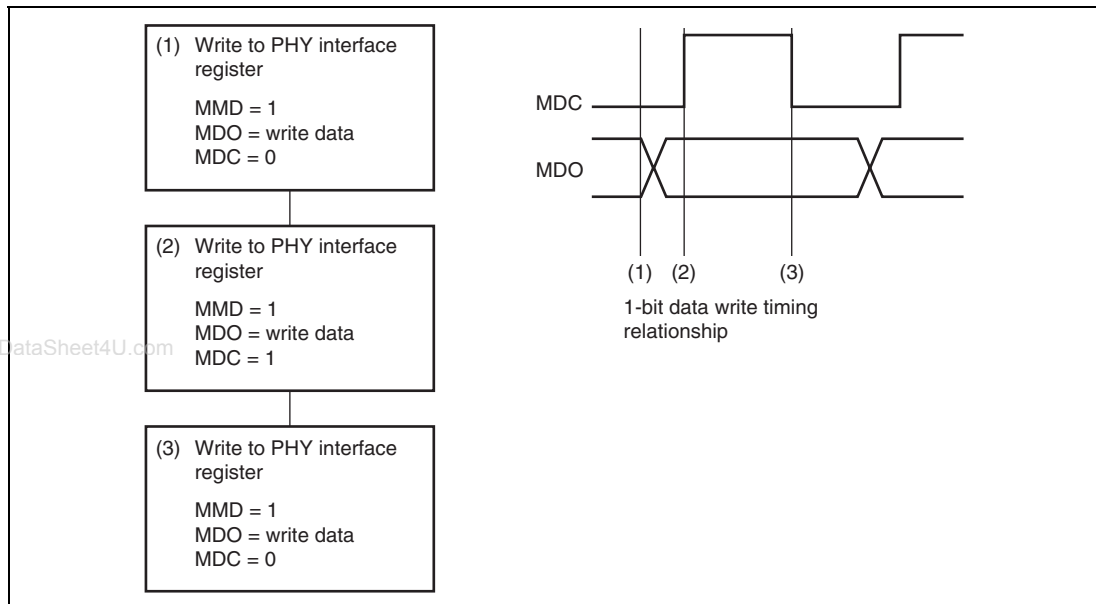 (1) Write to PHY interface
register
MMD = 1
MDO = write data
MDC = 0
(2) Write to PHY interface
register
MMD = 1
MDO = write data
MDC = 1
(3) Write to PHY interface
register
MMD = 1
MDO = write data
MDC = 0
MDC
MDO
(1) (2) (3)
1-bit data write timing
relationship
DataSheet4U.com